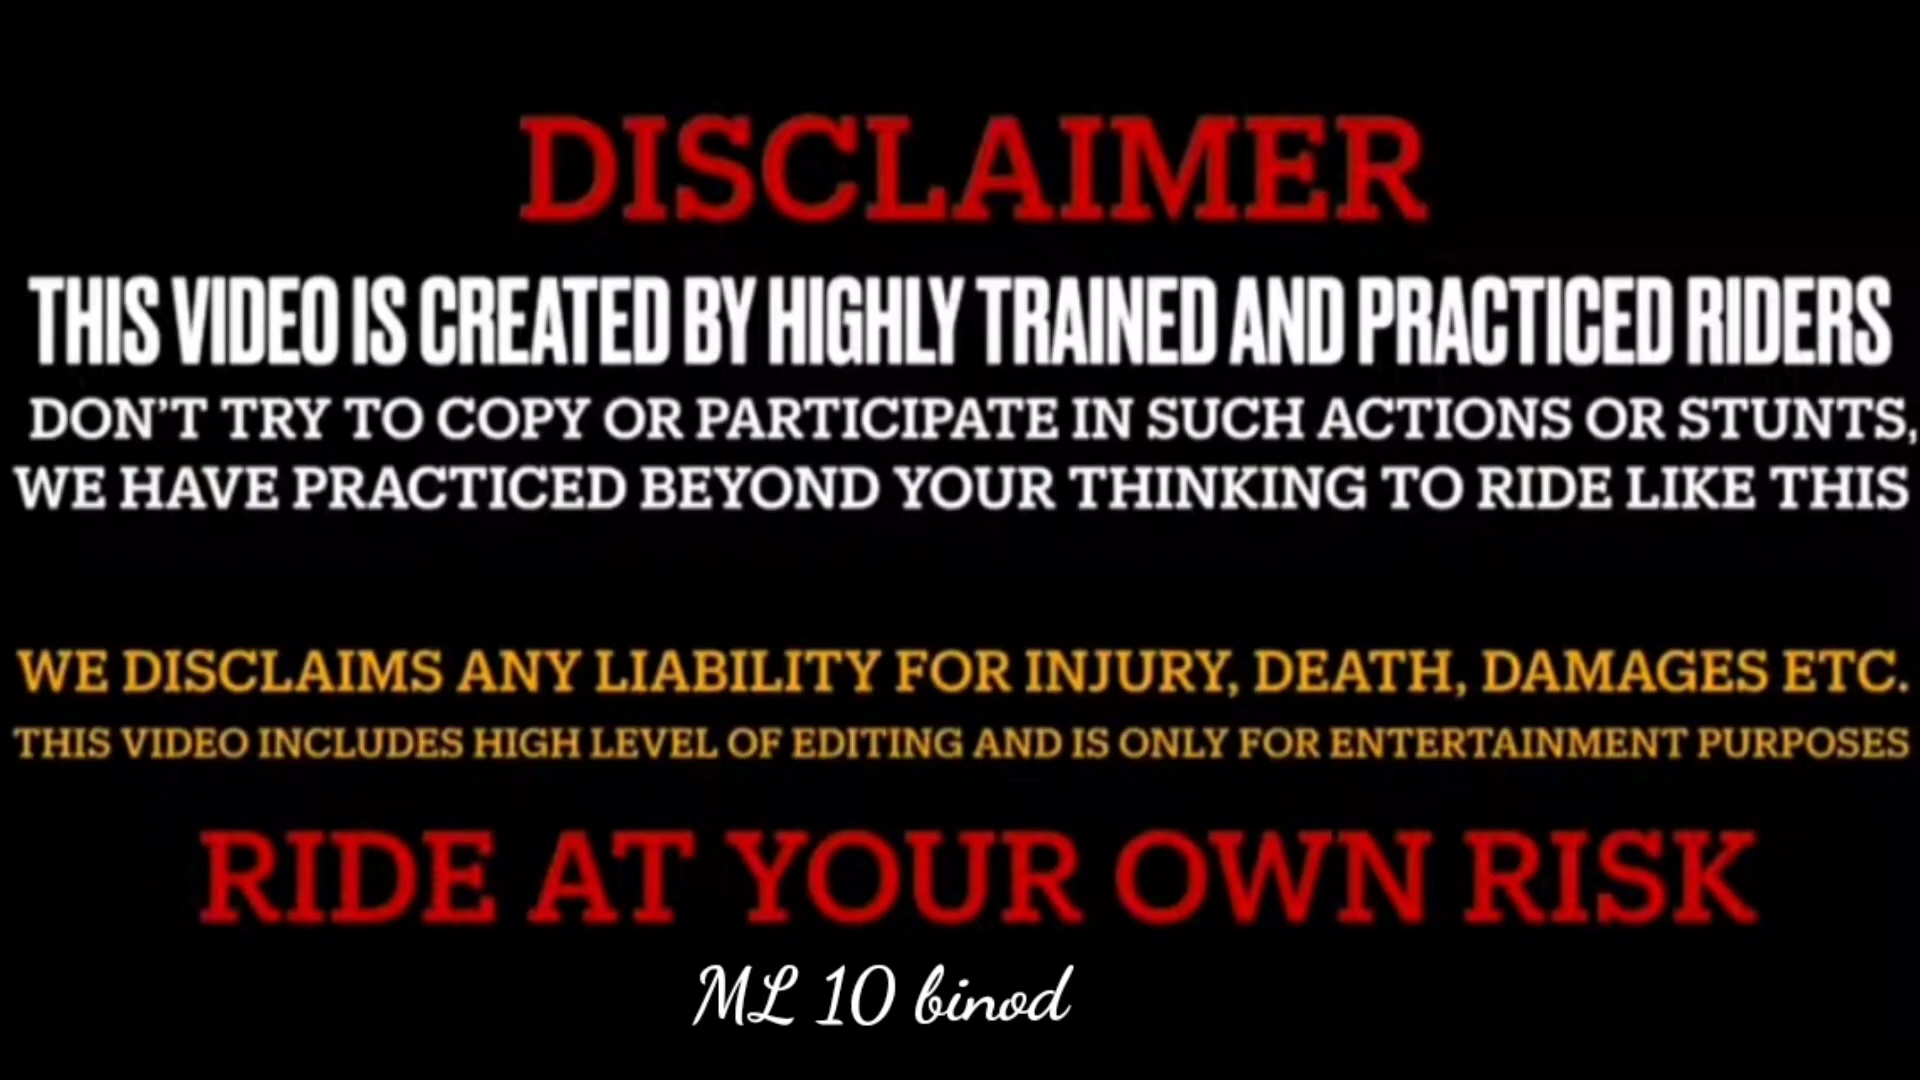 DISCLAIMER
THIS VIDEO IS CREATED BY HIGHLY TRAINED AND PRACTICED RIDERS
DON'T TRY TO COPY OR PARTICIPATE IN SUCH ACTIONS OR STUNTS,
WE HAVE PRACTICED BEYOND YOUR THINKING TO RIDE LIKE THIS
WE DISCLAIMS ANY LIABILITY FOR INJURY, DEATH, DAMAGES ETC.
THIS VIDEO INCLUDES HIGH LEVEL OF EDITING AND IS ONLY FOR ENTERTAINMENT PURPOSES
RIDE AT YOUR OWN RISK
ML 10 binod